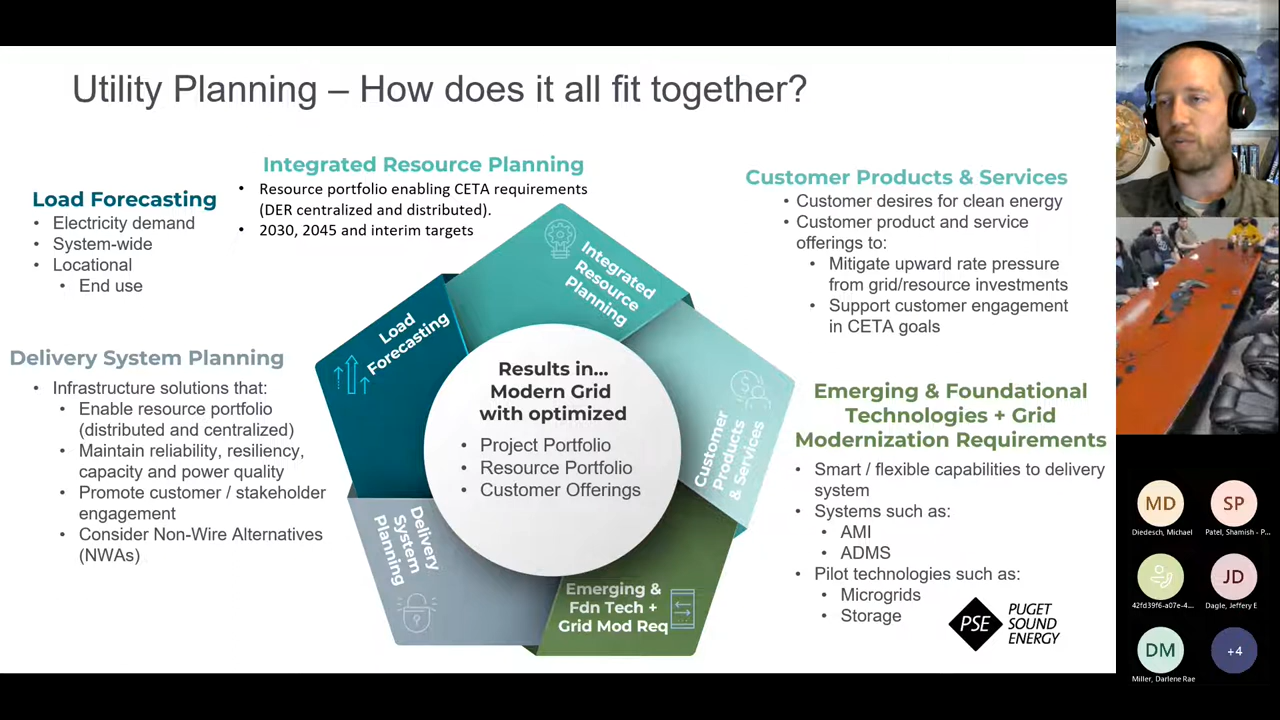 Utility Planning – How does it all fit together?
Integrated Resource Planning
• Resource portfolio enabling CETA requirements
(DER centralized and distributed).
• 2030, 2045 and interim targets
Load Forecasting
• Electricity demand
• System-wide
• Locational
• End use
Delivery System Planning
• Infrastructure solutions that:
• Enable resource portfolio
(distributed and centralized)
• Maintain reliability, resiliency,
capacity and power quality
• Promote customer / stakeholder
engagement
• Consider Non-Wire Alternatives
(NWAs)
Integrated
Resource
Planning
Load
Forecasting
Customer
Products
& Services
Delivery
System
Planning
Emerging &
Fdn Tech +
Grid Mod Req
Results in...
Modern Grid
with optimized
• Project Portfolio
• Resource Portfolio
• Customer Offerings
Customer Products & Services
• Customer desires for clean energy
• Customer product and service
offerings to:
• Mitigate upward rate pressure
from grid/resource investments
• Support customer engagement
in CETA goals
Emerging & Foundational
Technologies + Grid
Modernization Requirements
• Smart / flexible capabilities to delivery
system
• Systems such as:
• AMI
• ADMS
• Pilot technologies such as:
• Microgrids
• Storage
PSE
PUGET
SOUND
ENERGY
MD
Diedesch, Michael
SP
Patel, Shamish - P...
42fd39f6-a07e-4...
JD
Dagle, Jeffery E
DM
Miller, Darlene Rae
+4